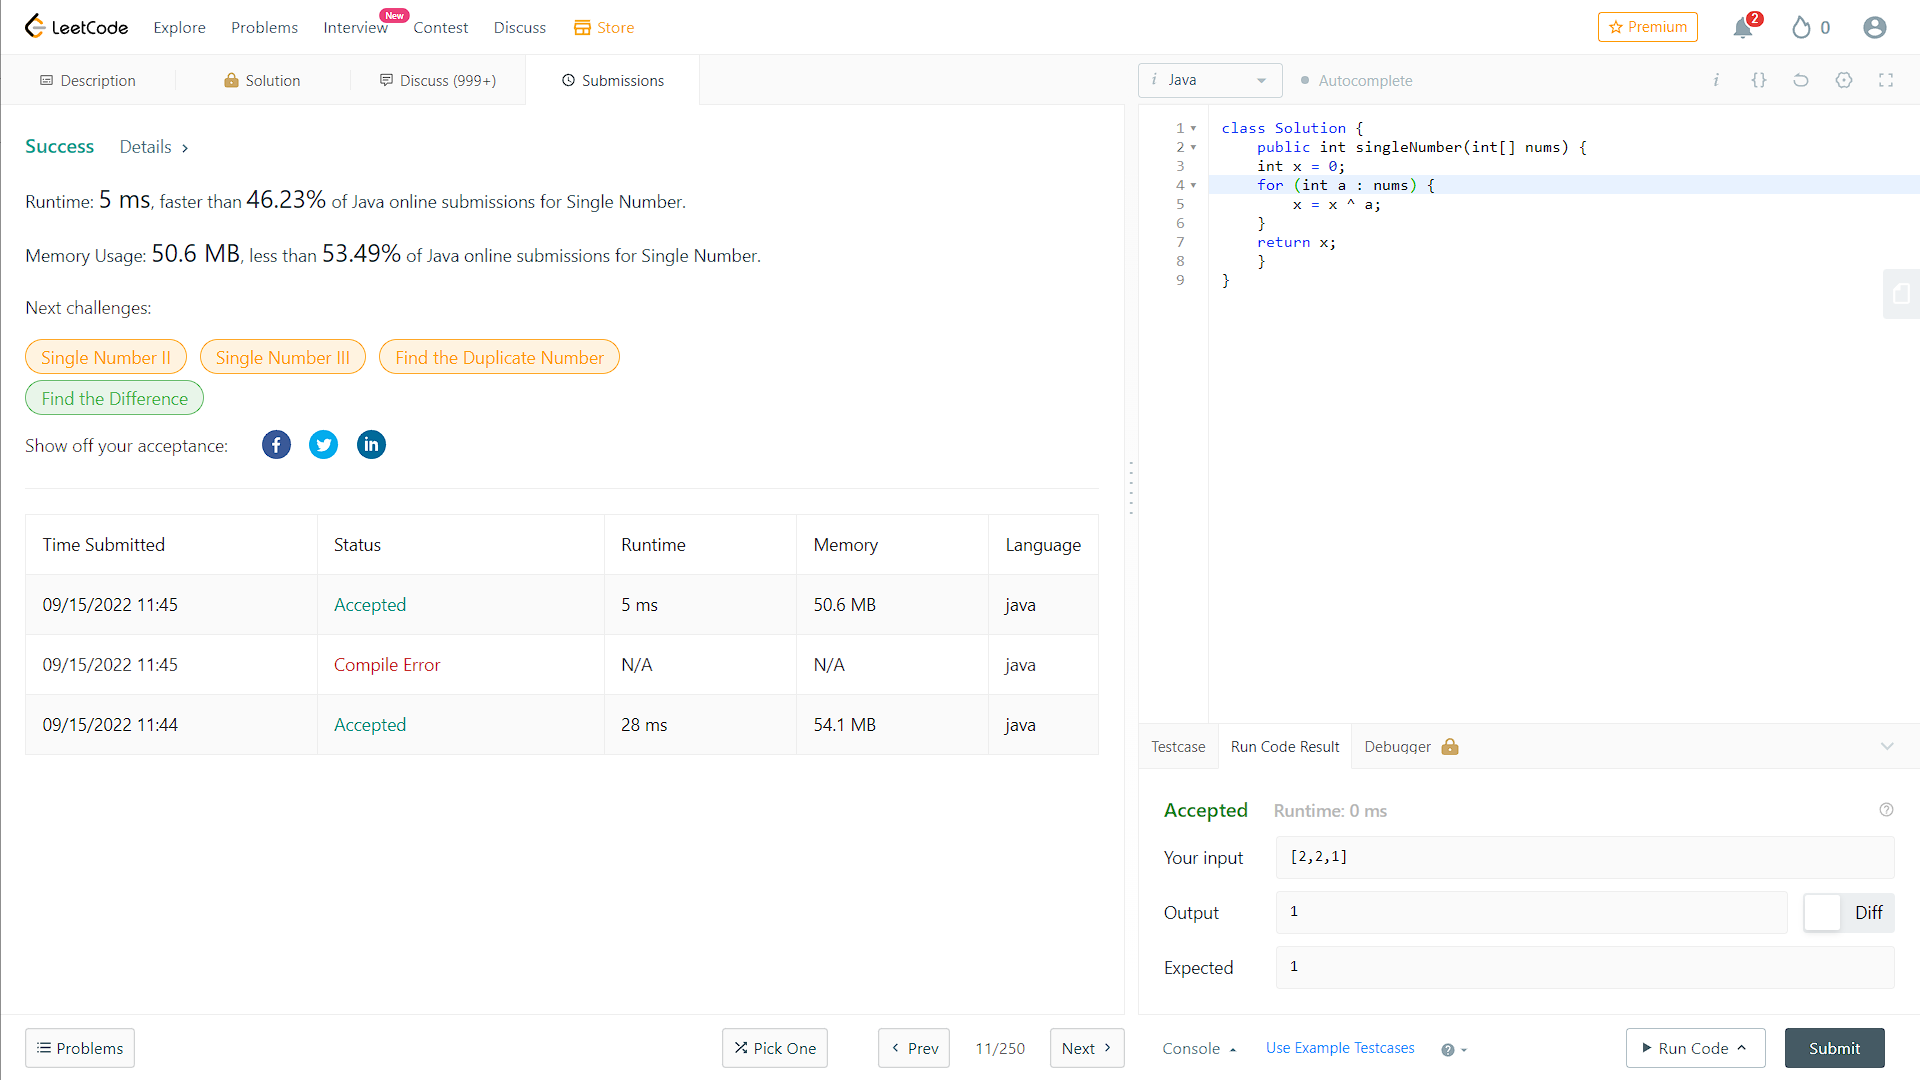 LeetCode Explore Problems Interview New Contest Discuss Store Premium 2 0
Description Solution Discuss (999+) Submissions
Success Details >
Runtime: 5 ms, faster than 46.23% of Java online submissions for Single Number.
Memory Usage: 50.6 MB, less than 53.49% of Java online submissions for Single Number.
Next challenges:
Single Number II Single Number III Find the Duplicate Number
Find the Difference
Show off your acceptance:
Time Submitted Status Runtime Memory Language
09/15/2022 11:45 Accepted 5 ms 50.6 MB java
09/15/2022 11:45 Compile Error N/A N/A java
09/15/2022 11:44 Accepted 28 ms 54.1 MB java
Problems Pick One < Prev 11/250 Next >
i Java Autocomplete i {}
1 class Solution {
2 public int singleNumber(int[] nums) {
3 int x = 0;
4 for (int a : nums) {
5 x = x ^ a;
6 }
7 return x;
8 }
9 }
Testcase Run Code Result Debugger
Accepted Runtime: 0 ms
Your input [2,2,1]
Output 1 Diff
Expected 1
Console Use Example Testcases Run Code Submit